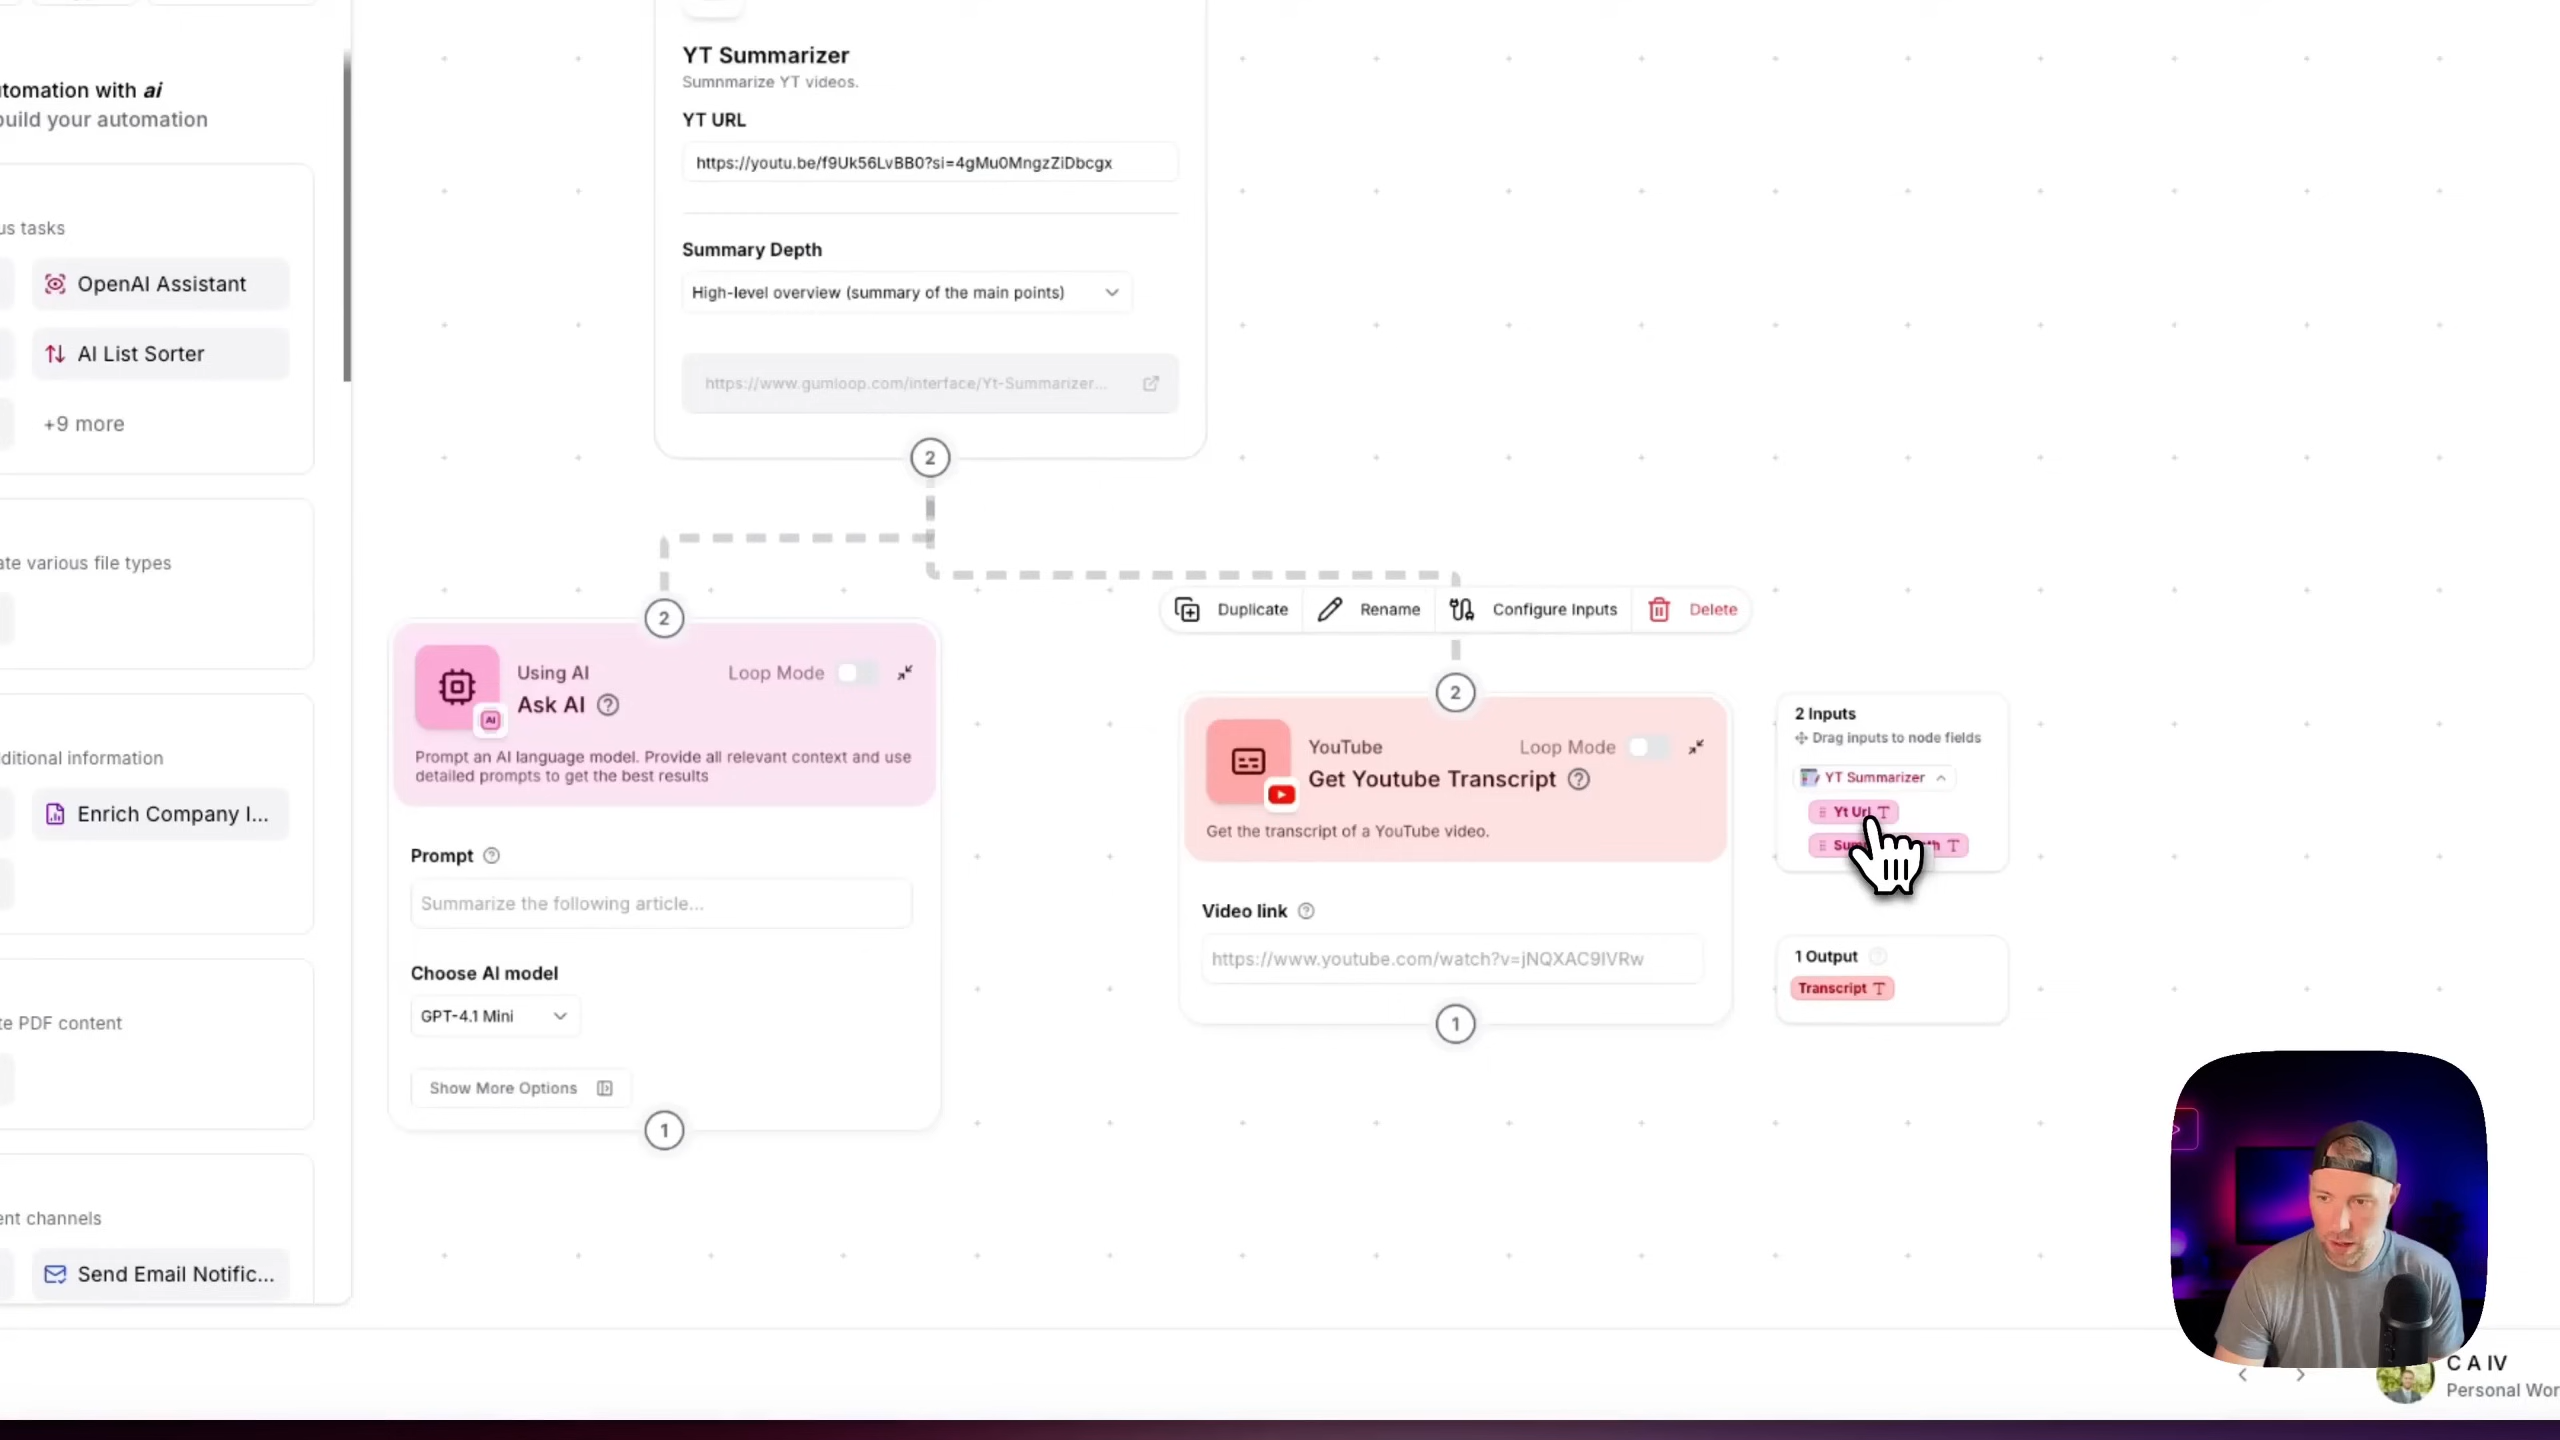 YT Summarizer
Sumnmarize YT videos.
YT URL
https://youtu.be/f9Uk56LvBB0?si=4gMu0MngzZiDbcgx
Summary Depth
High-level overview (summary of the main points)
https://www.gumloop.com/interface/Yt-Summarizer...
2
tomation with ai
build your automation
us tasks
OpenAI Assistant
AI List Sorter
+9 more
ate various file types
ditional information
Enrich Company I...
te PDF content
ent channels
Send Email Notific...
2
Using AI
Loop Mode
Ask AI
AI
Prompt an AI language model. Provide all relevant context and use
detailed prompts to get the best results
Prompt
Summarize the following article...
Choose AI model
GPT-4.1 Mini
Show More Options
1
Duplicate
Rename
Configure Inputs
Delete
2
YouTube
Loop Mode
Get Youtube Transcript
Get the transcript of a YouTube video.
Video link
https://www.youtube.com/watch?v=jNQXAC9IVRw
1
2 Inputs
Drag inputs to node fields
YT Summarizer
Yt Url
1 Output
Transcript
C A IV
Personal Wor